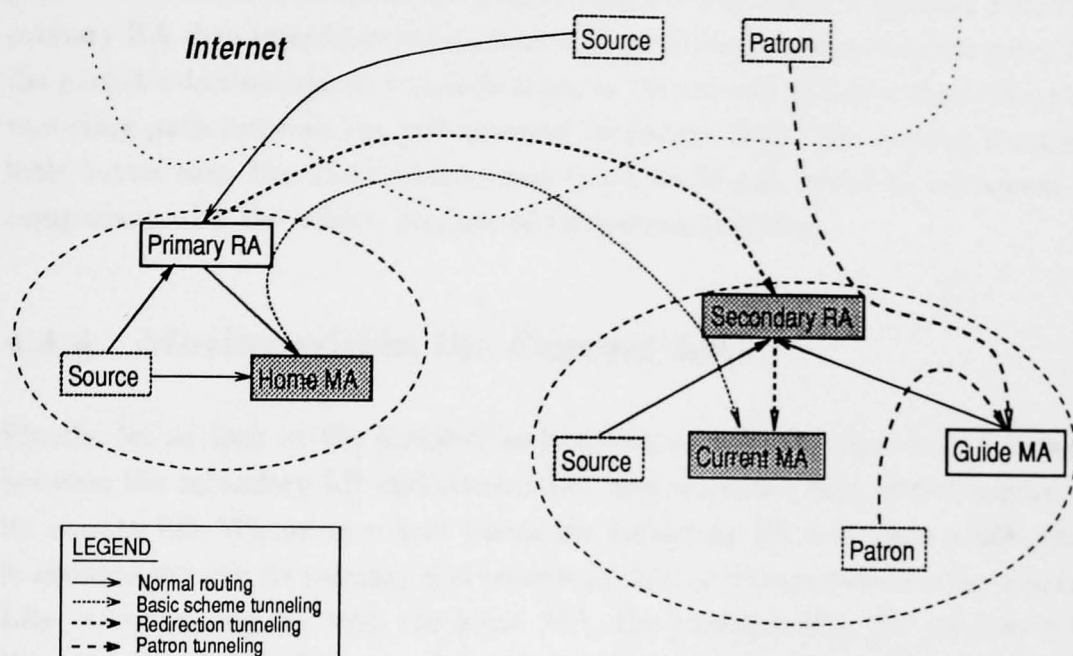 Internet
Source
Patron
Primary RA
Secondary RA
Source
Home MA
Source
Current MA
Guide MA
Patron
LEGEND
Normal routing
Basic scheme tunneling
Redirection tunneling
Patron tunneling